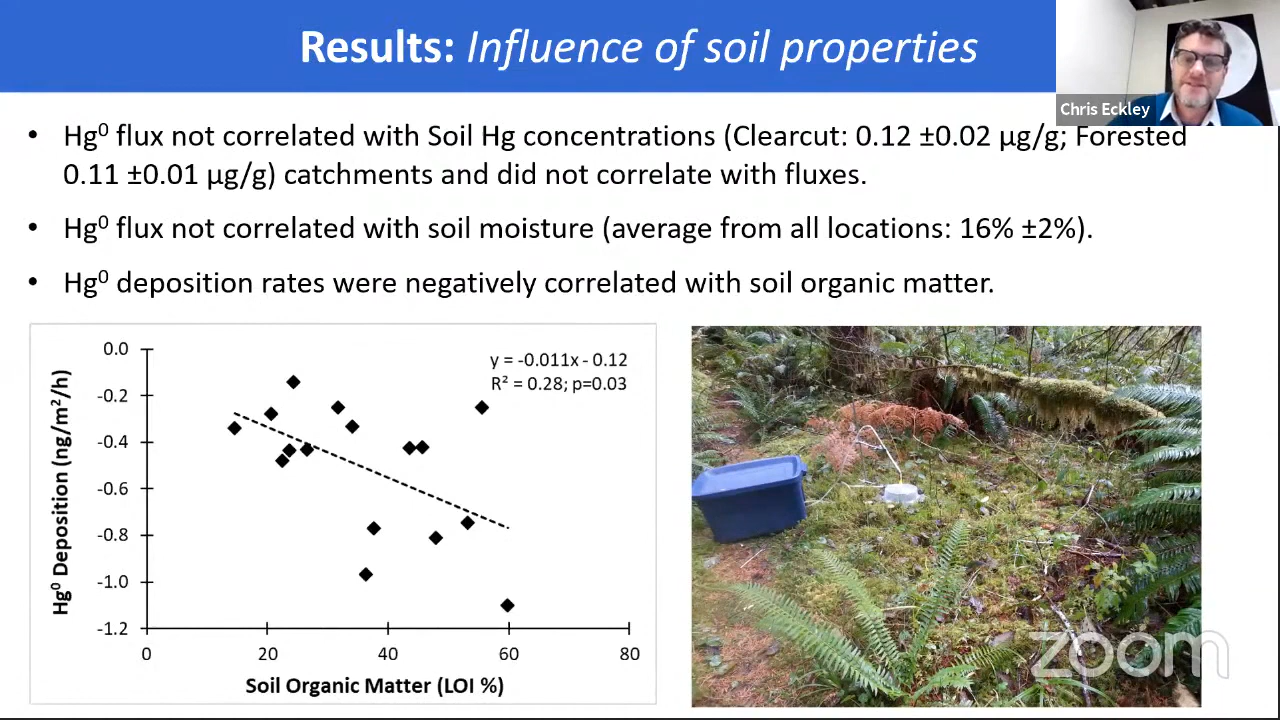 Results: Influence of soil properties
Chris Eckley
• Hg⁰ flux not correlated with Soil Hg concentrations (Clearcut: 0.12 ±0.02 µg/g; Forested
0.11 ±0.01 µg/g) catchments and did not correlate with fluxes.
• Hg⁰ flux not correlated with soil moisture (average from all locations: 16% ±2%).
• Hg⁰ deposition rates were negatively correlated with soil organic matter.
y = -0.011x - 0.12
R² = 0.28; p=0.03
Hg⁰ Deposition (ng/m²/h)
0.0
-0.2
-0.4
-0.6
-0.8
-1.0
-1.2
0 20 40 60 80
Soil Organic Matter (LOI %)
zoom